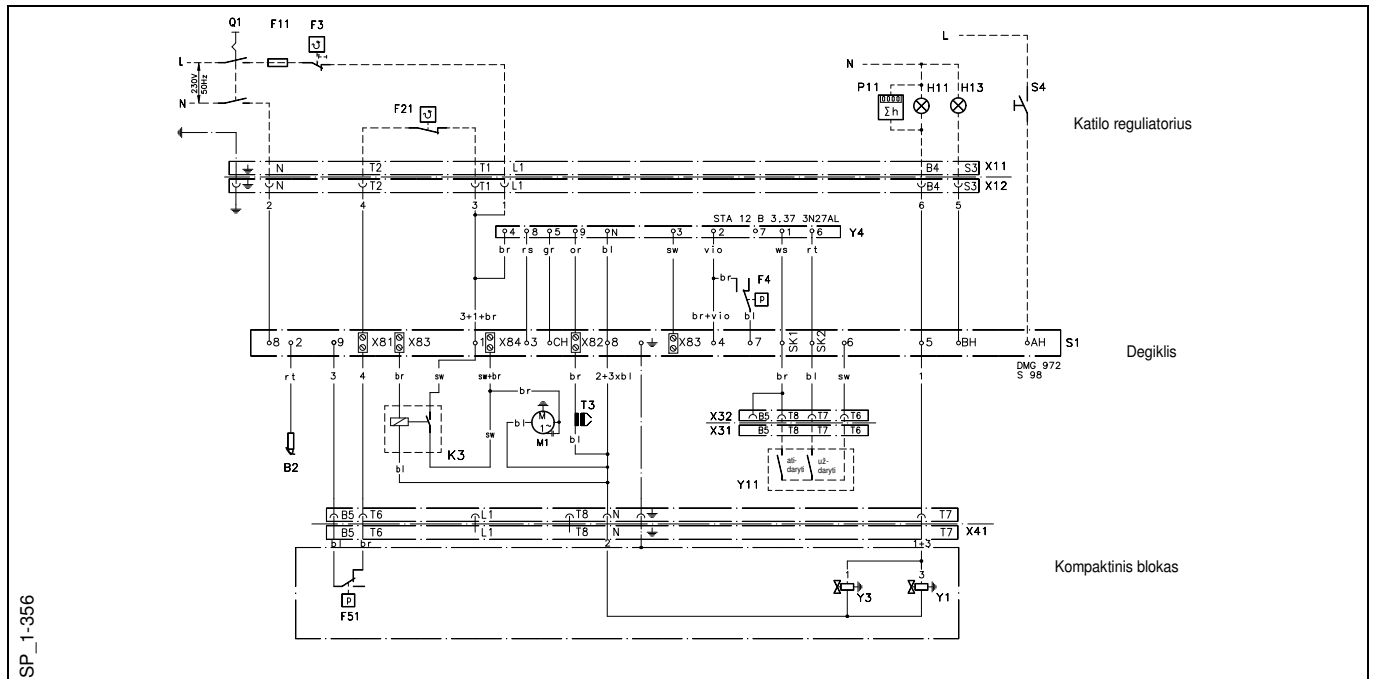 Q1 F11 F3
L
L
N
230V
50Hz
P11 H11 H13 S4
Σh
N
F21
Katilo reguliatorius
N T2 T1 L1 B4 S3 X11
N T2 T1 L1 B4 S3 X12
2 4 3 1 6 5
STA 12 B 3.37 3N27AL
4 8 5 9 N 3 2 7 1 6 Y4
br rs gr or bl sw vio ws rt
br F4
P
3+1+br br+vio bl
8 2 9 X81 X83 1 X84 3 CH X82 8 X83 4 7 SK1 SK2 6 5 BH AH S1
Degiklis
DMG 972
S 98
rt 3 4 br sw sw+br br 2+3xbl br bl sw 1
br
M
1~
M1
bl
T3
bl
sw
X32 B5 T8 T7 T6
X31 B5 T8 T7 T6
K3
B2
bl
ati-
daryti
už-
daryti
Y11
B5 T6 L1 T8 N T7
B5 T6 L1 T8 N T7 X41
bl br 2 1+3
Kompaktinis blokas
1 3
Y3 Y1
P
F51
SP_1-356